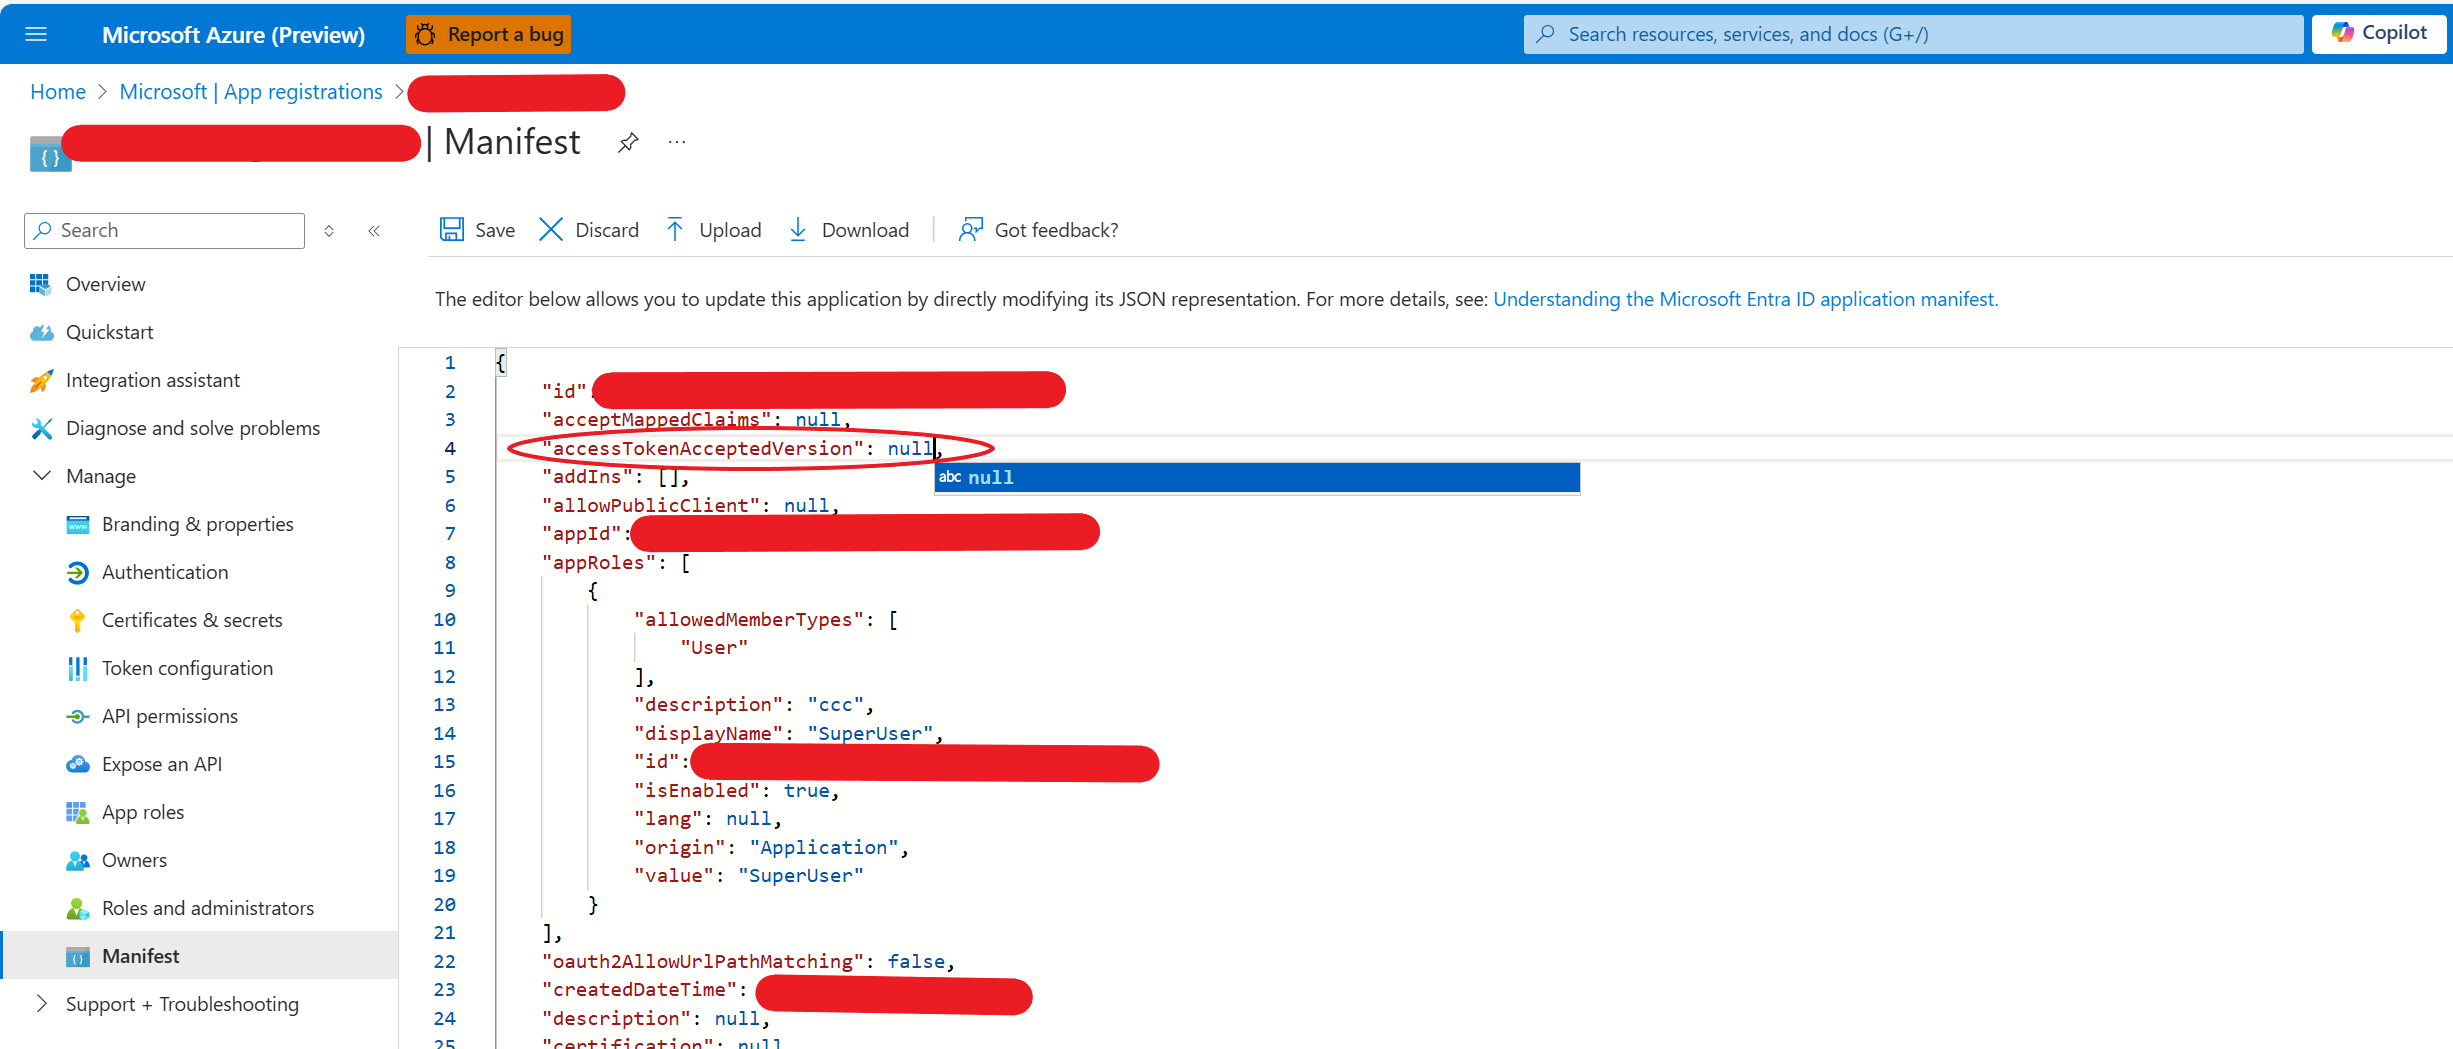 Microsoft Azure (Preview) Report a bug Search resources, services, and docs (G+/) Copilot
Home > Microsoft | App registrations >
| Manifest ...
Search
Save Discard Upload Download Got feedback?
The editor below allows you to update this application by directly modifying its JSON representation. For more details, see: Understanding the Microsoft Entra ID application manifest.
Overview
Quickstart
Integration assistant
Diagnose and solve problems
Manage
Branding & properties
Authentication
Certificates & secrets
Token configuration
API permissions
Expose an API
App roles
Owners
Roles and administrators
Manifest
Support + Troubleshooting
1 {
2 "id":
3 "acceptMappedClaims": null,
4 "accessTokenAcceptedVersion": null,
abc null
5 "addIns": [],
6 "allowPublicClient": null,
7 "appId":
8 "appRoles": [
9 {
10 "allowedMemberTypes": [
11 "User"
12 ],
13 "description": "ccc",
14 "displayName": "SuperUser",
15 "id":
16 "isEnabled": true,
17 "lang": null,
18 "origin": "Application",
19 "value": "SuperUser"
20 }
21 ],
22 "oauth2AllowUrlPathMatching": false,
23 "createdDateTime":
24 "description": null,
25 "certification": null